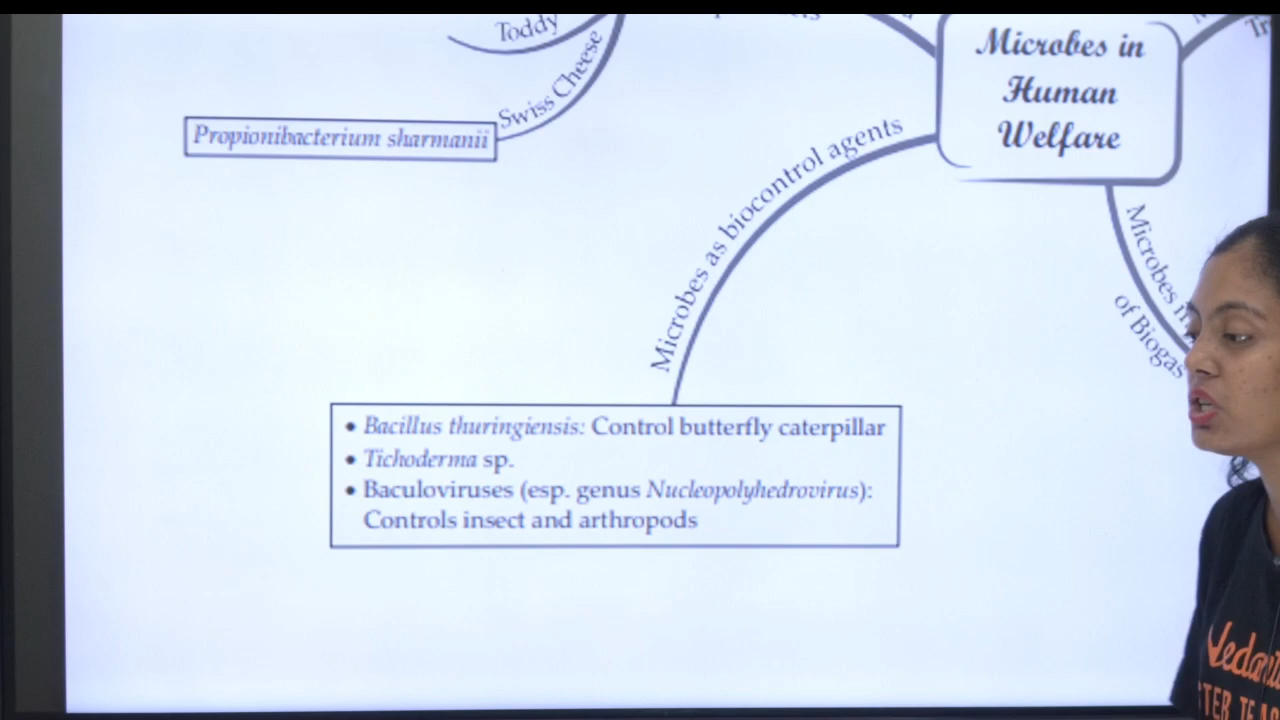 Toddy
Swiss Cheese
Propionibacterium sharmanii
Microbes in
Human
Welfare
Microbes as biocontrol agents
Microbes
of Biogas
• Bacillus thuringiensis: Control butterfly caterpillar
• Tichoderma sp.
• Baculoviruses (esp. genus Nucleopolyhedrovirus):
Controls insect and arthropods